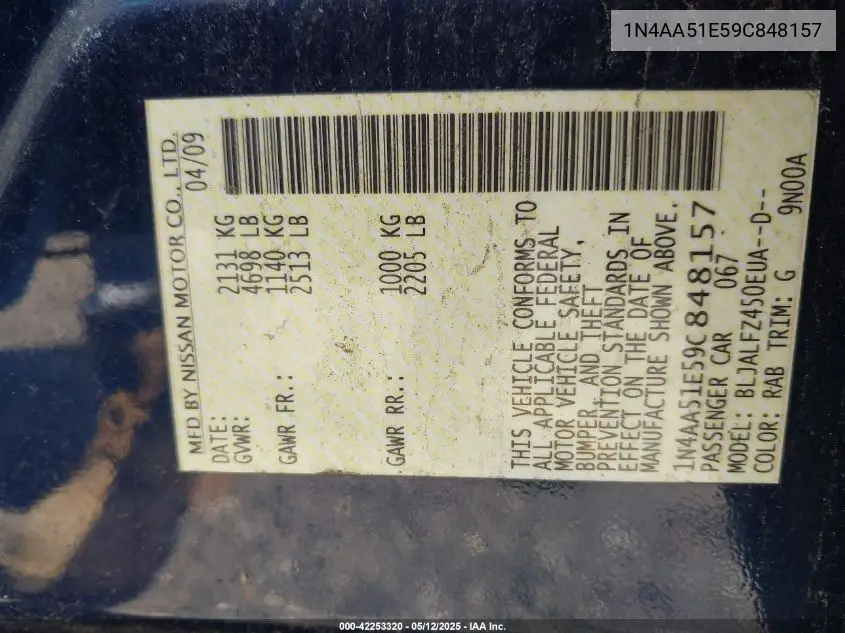 1N4AA51E59C848157
MFD BY NISSAN MOTOR CO., LTD.
DATE: 04/09
GVWR: 2131 KG
4698 LB
GAWR FR.: 1140 KG
2513 LB
GAWR RR.: 1000 KG
2205 LB
THIS VEHICLE CONFORMS TO
ALL APPLICABLE FEDERAL
MOTOR VEHICLE SAFETY,
BUMPER, AND THEFT
PREVENTION STANDARDS IN
EFFECT ON THE DATE OF
MANUFACTURE SHOWN ABOVE.
1N4AA51E59C848157
PASSENGER CAR 067
MODEL: BLJALFZ450EUA--D--
COLOR: RAB TRIM: G 9N00A
000-42253320 - 05/12/2025 - IAA Inc.